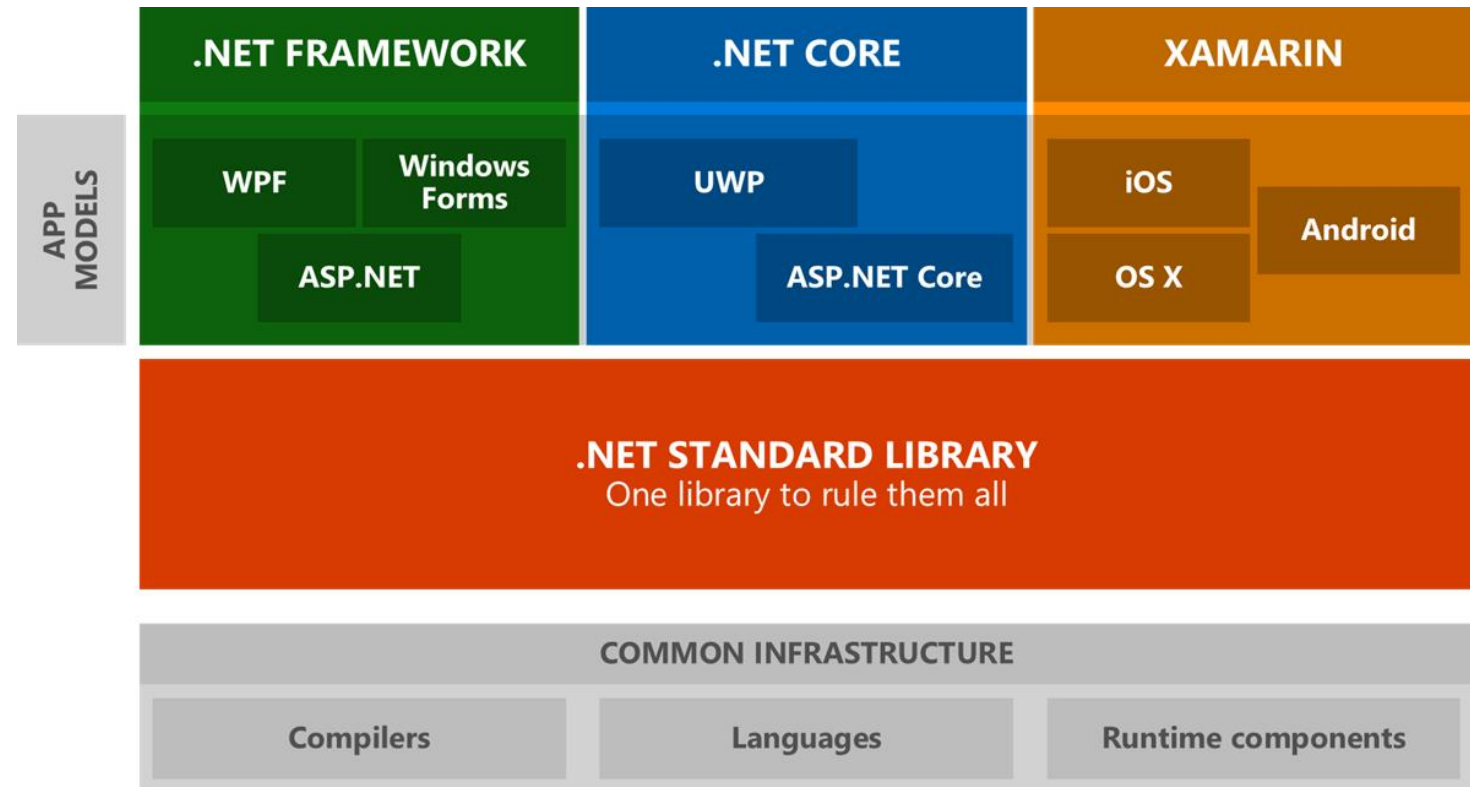 .NET FRAMEWORK
.NET CORE
XAMARIN
APP
MODELS
WPF
Windows
Forms
ASP.NET
UWP
ASP.NET Core
iOS
Android
OS X
.NET STANDARD LIBRARY
One library to rule them all
COMMON INFRASTRUCTURE
Compilers
Languages
Runtime components